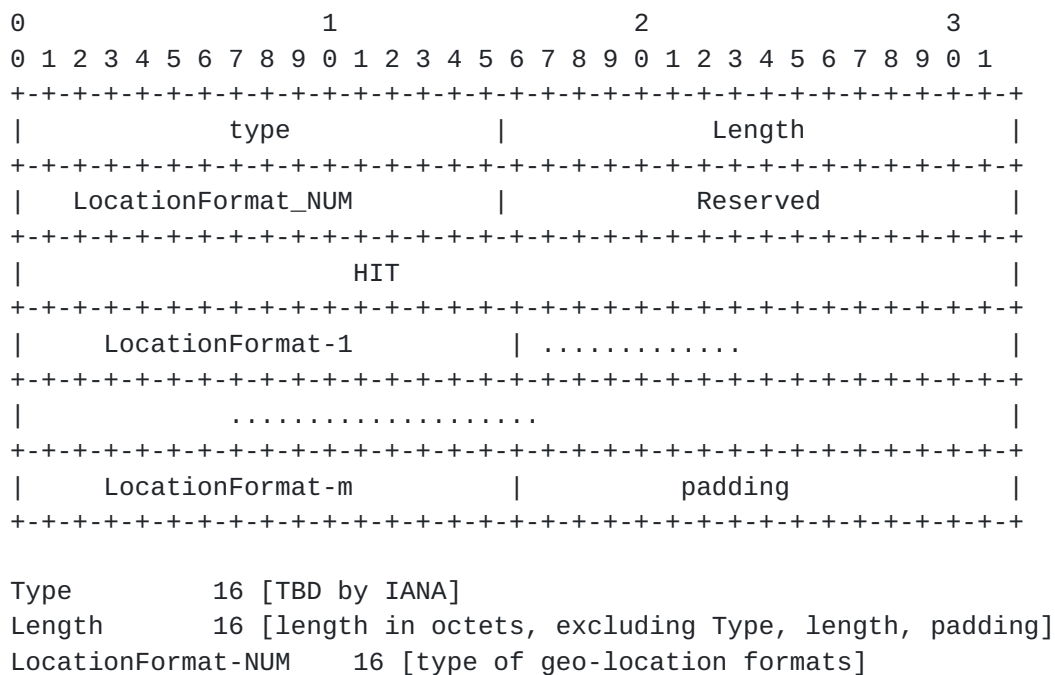 0                   1                   2                   3
0 1 2 3 4 5 6 7 8 9 0 1 2 3 4 5 6 7 8 9 0 1 2 3 4 5 6 7 8 9 0 1
+-+-+-+-+-+-+-+-+-+-+-+-+-+-+-+-+-+-+-+-+-+-+-+-+-+-+-+-+-+-+-+-+
|             type             |             Length             |
+-+-+-+-+-+-+-+-+-+-+-+-+-+-+-+-+-+-+-+-+-+-+-+-+-+-+-+-+-+-+-+-+
|   LocationFormat_NUM         |            Reserved            |
+-+-+-+-+-+-+-+-+-+-+-+-+-+-+-+-+-+-+-+-+-+-+-+-+-+-+-+-+-+-+-+-+
|                     HIT                                       |
+-+-+-+-+-+-+-+-+-+-+-+-+-+-+-+-+-+-+-+-+-+-+-+-+-+-+-+-+-+-+-+-+
|     LocationFormat-1          | .............                 |
+-+-+-+-+-+-+-+-+-+-+-+-+-+-+-+-+-+-+-+-+-+-+-+-+-+-+-+-+-+-+-+-+
|             ....................                              |
+-+-+-+-+-+-+-+-+-+-+-+-+-+-+-+-+-+-+-+-+-+-+-+-+-+-+-+-+-+-+-+-+
|     LocationFormat-m          |          padding              |
+-+-+-+-+-+-+-+-+-+-+-+-+-+-+-+-+-+-+-+-+-+-+-+-+-+-+-+-+-+-+-+-+
Type         16 [TBD by IANA]
Length       16 [length in octets, excluding Type, length, padding]
LocationFormat-NUM    16 [type of geo-location formats]